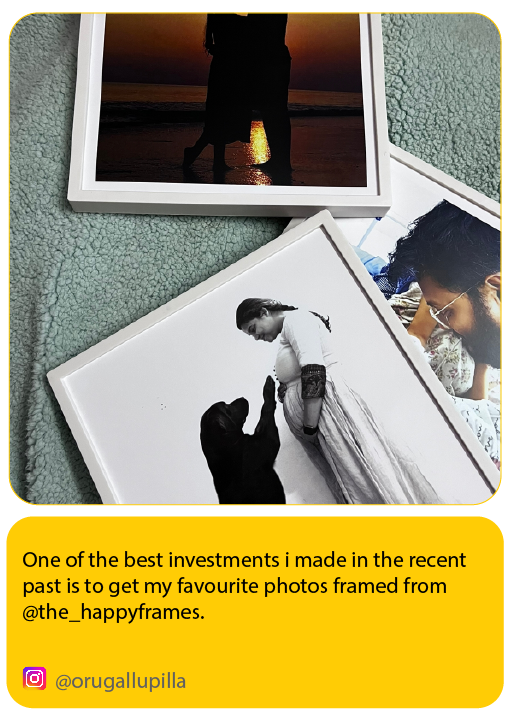 One of the best investments i made in the recent
past is to get my favourite photos framed from
@the_happyframes.
@orugallupilla